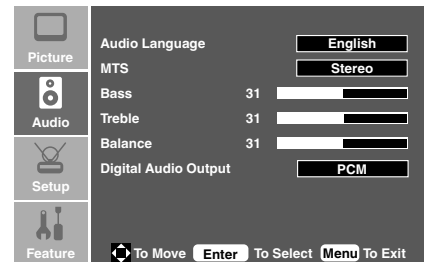 Picture
Audio
Setup
Feature
Audio Language English
MTS Stereo
Bass 31
Treble 31
Balance 31
Digital Audio Output PCM
To Move Enter To Select Menu To Exit